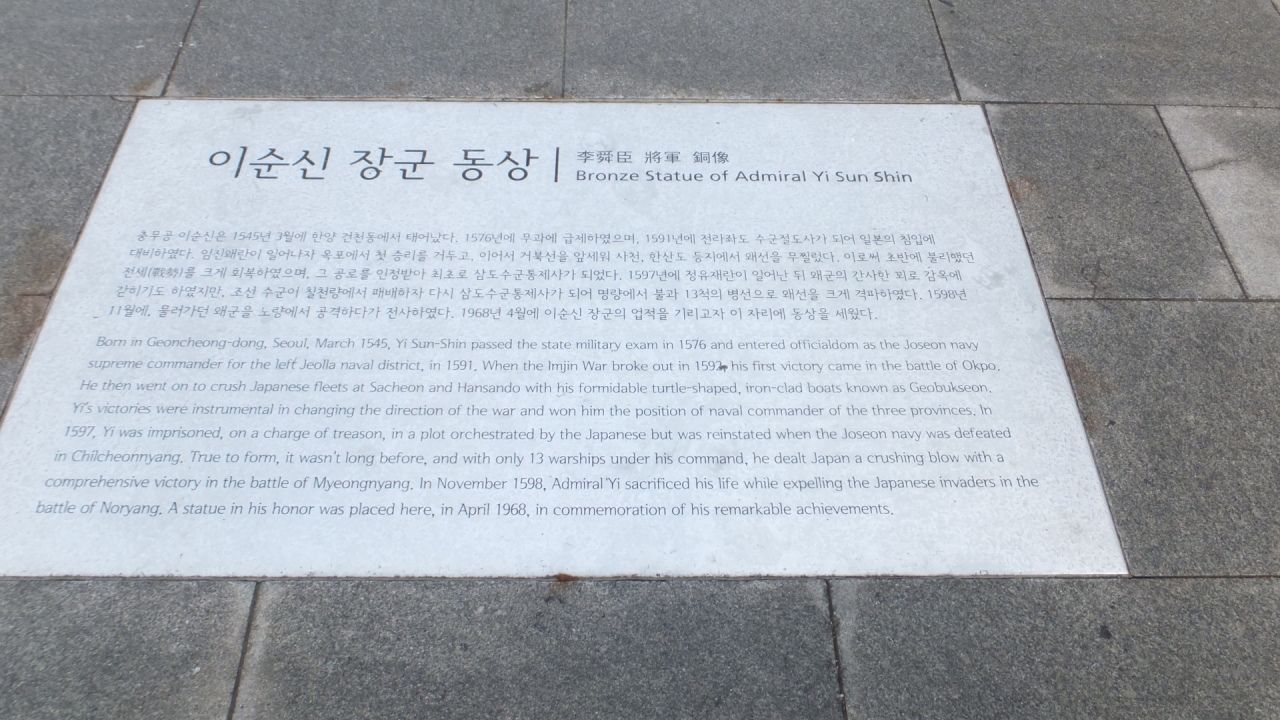 이순신 장군 동상
李舜臣 將軍 銅像
Bronze Statue of Admiral Yi Sun Shin
충무공 이순신은 1545년 3월에 한양 건천동에서 태어났다. 1576년에 무과에 급제하였으며, 1591년에 전라좌도 수군절도사가 되어 일본의 침입에
대비하였다. 임진왜란이 일어나자 옥포에서 첫 승리를 거두고, 이어서 거북선을 앞세워 사천, 한산도 등지에서 왜선을 무찔렀다. 이로써 초반에 불리했던
전세(戰勢)를 크게 회복하였으며, 그 공로를 인정받아 최초로 삼도수군통제사가 되었다. 1597년에 정유재란이 일어난 뒤 왜군의 간사한 꾀로 감옥에
갇히기도 하였지만, 조선 수군이 칠천량에서 패배하자 다시 삼도수군통제사가 되어 명량에서 불과 13척의 병선으로 왜선을 크게 격파하였다. 1598년
11월에, 물러가던 왜군을 노량에서 공격하다가 전사하였다. 1968년 4월에 이순신 장군의 업적을 기리고자 이 자리에 동상을 세웠다.
Born in Geoncheong-dong, Seoul, March 1545, Yi Sun-Shin passed the state military exam in 1576 and entered officialdom as the Joseon navy
supreme commander for the left Jeolla naval district, in 1591. When the Imjin War broke out in 1592, his first victory came in the battle of Okpo.
He then went on to crush Japanese fleets at Sacheon and Hansando with his formidable turtle-shaped, iron-clad boats known as Geobukseon.
Yi's victories were instrumental in changing the direction of the war and won him the position of naval commander of the three provinces. In
1597, Yi was imprisoned, on a charge of treason, in a plot orchestrated by the Japanese but was reinstated when the Joseon navy was defeated
in Chilcheonnyang. True to form, it wasn't long before, and with only 13 warships under his command, he dealt Japan a crushing blow with a
comprehensive victory in the battle of Myeongnyang. In November 1598, Admiral Yi sacrificed his life while expelling the Japanese invaders in the
battle of Noryang. A statue in his honor was placed here, in April 1968, in commemoration of his remarkable achievements.